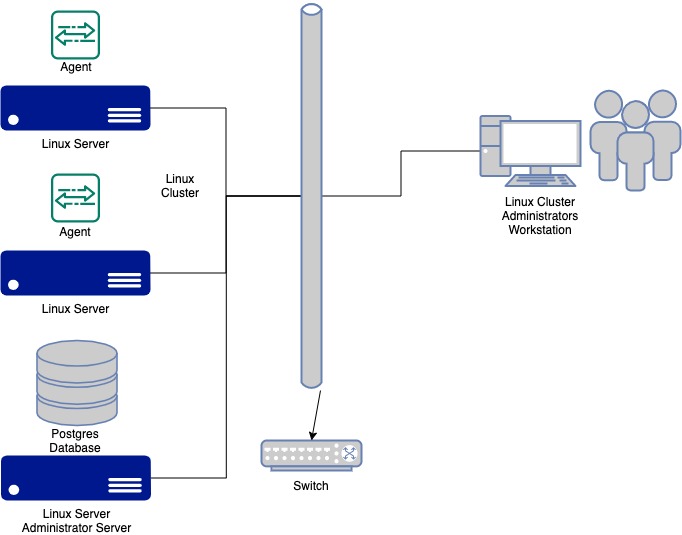 Agent
Linux Server
Linux
Cluster
Agent
Linux Server
Linux Cluster
Administrators
Workstation
Postgres
Database
Switch
Linux Server
Administrator Server